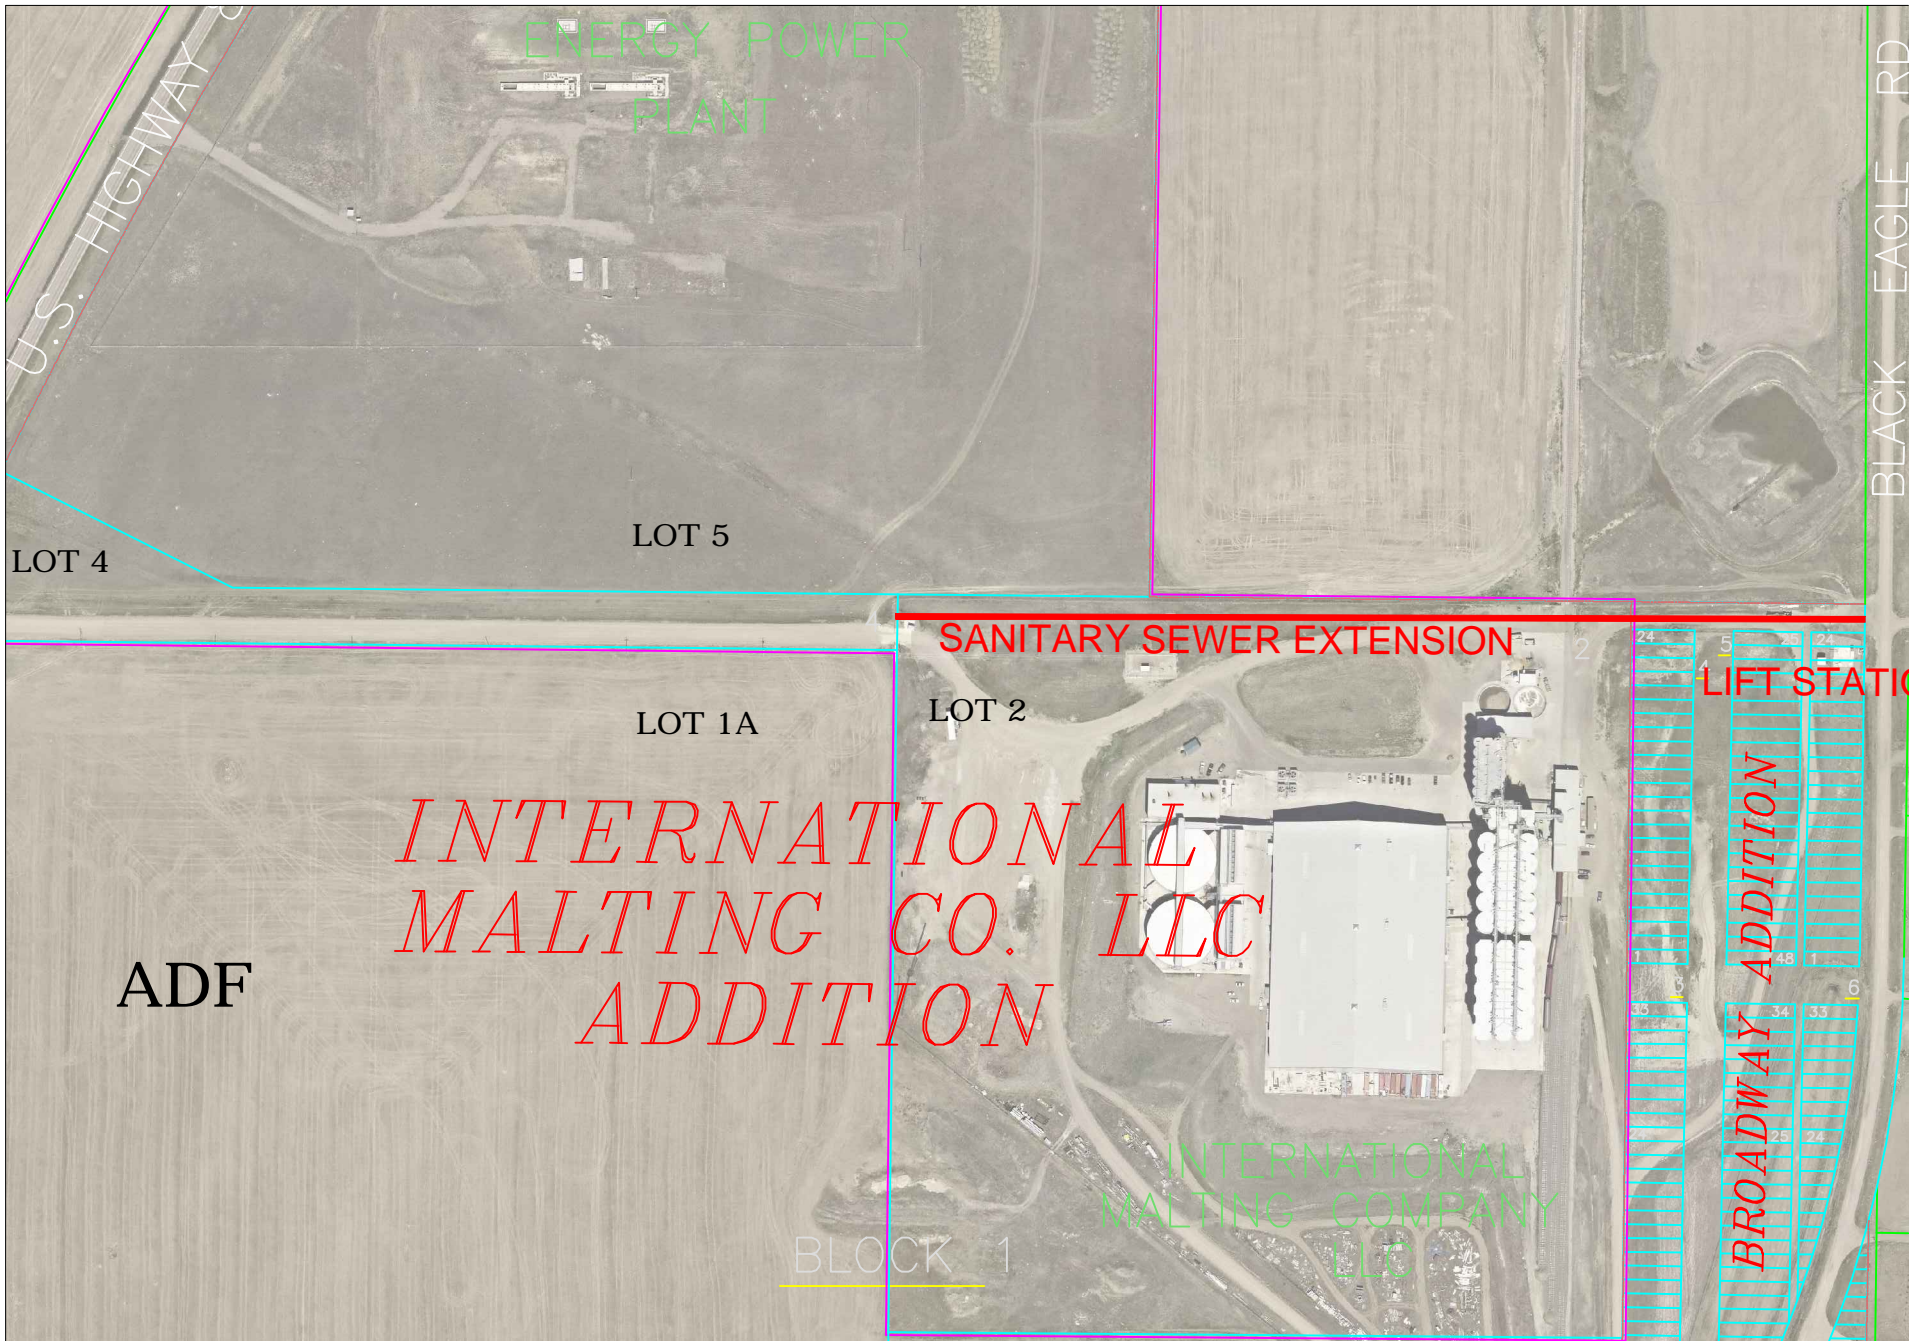 ENERGY POWER
PLANT
U.S. HIGHWAY
BLACK EAGLE RD
LOT 5
LOT 4
SANITARY SEWER EXTENSION
2
24
5
25
24
4
LIFT STATIO
LOT 2
LOT 1A
INTERNATIONAL
MALTING CO. LLC
ADDITION
ADF
BROADWAY ADDITION
1
48
1
3
6
34
33
25
24
INTERNATIONAL
MALTING COMPANY
LLC
BLOCK 1